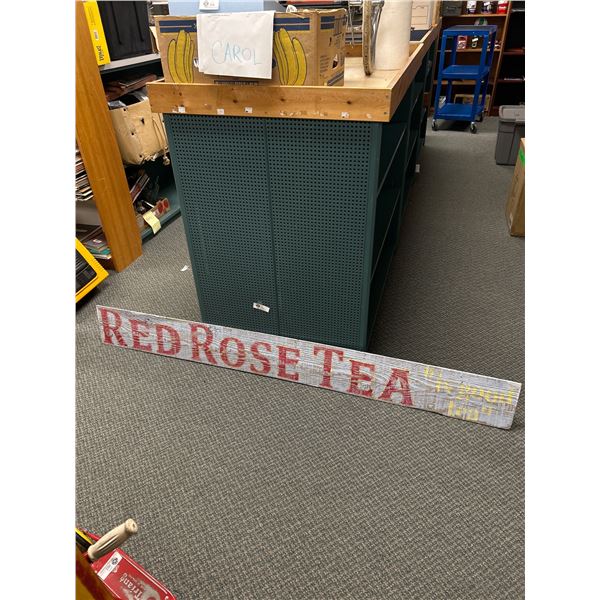 CAROL
RED ROSE TEA
"is good
tea"